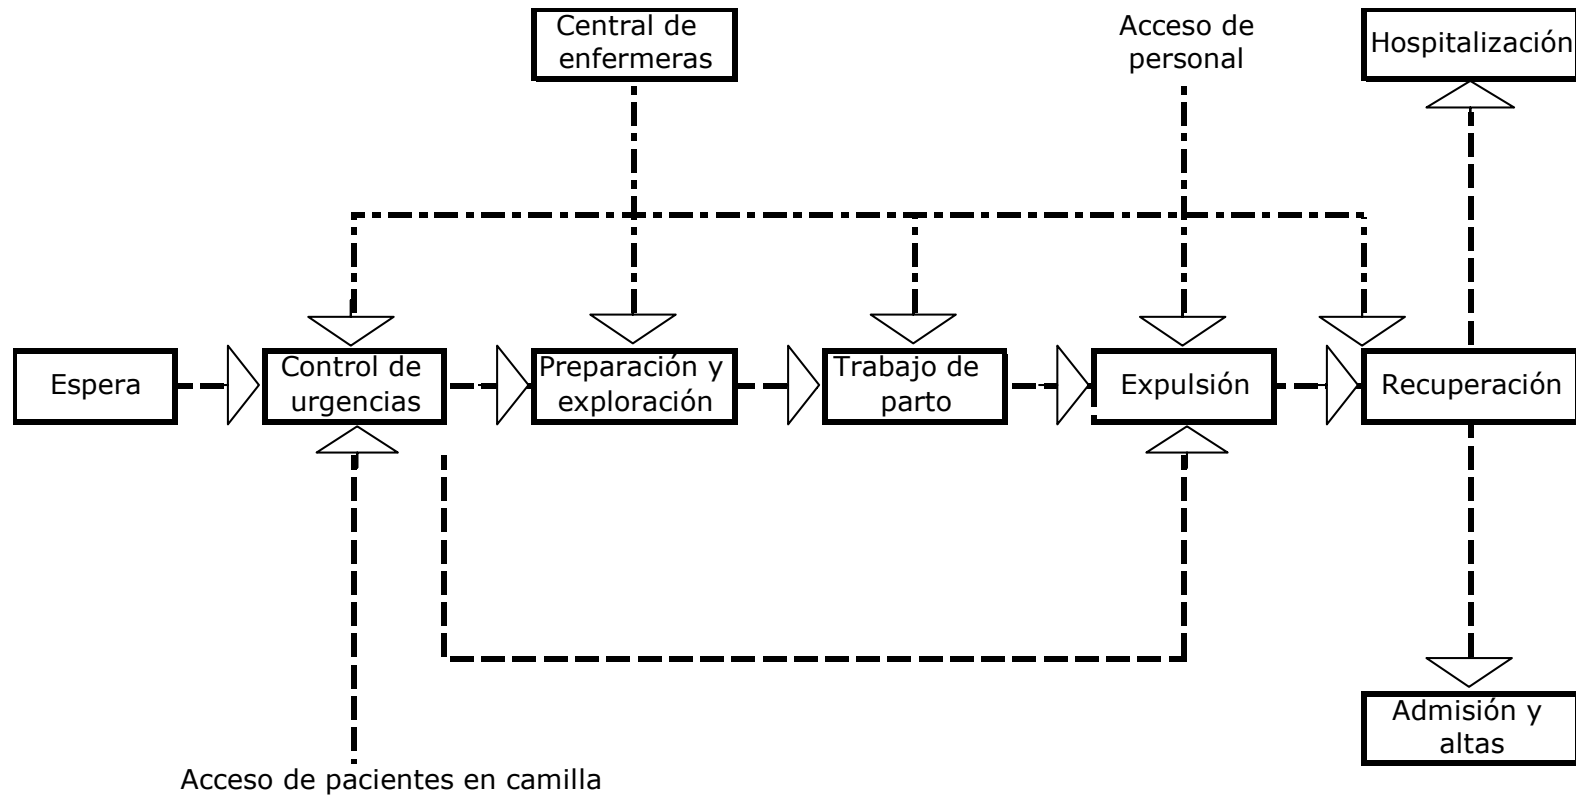 Central de
enfermeras
Acceso de
personal
Hospitalización
Espera
Control de
urgencias
Preparación y
exploración
Trabajo de
parto
Expulsión
Recuperación
Admisión y
altas
Acceso de pacientes en camilla